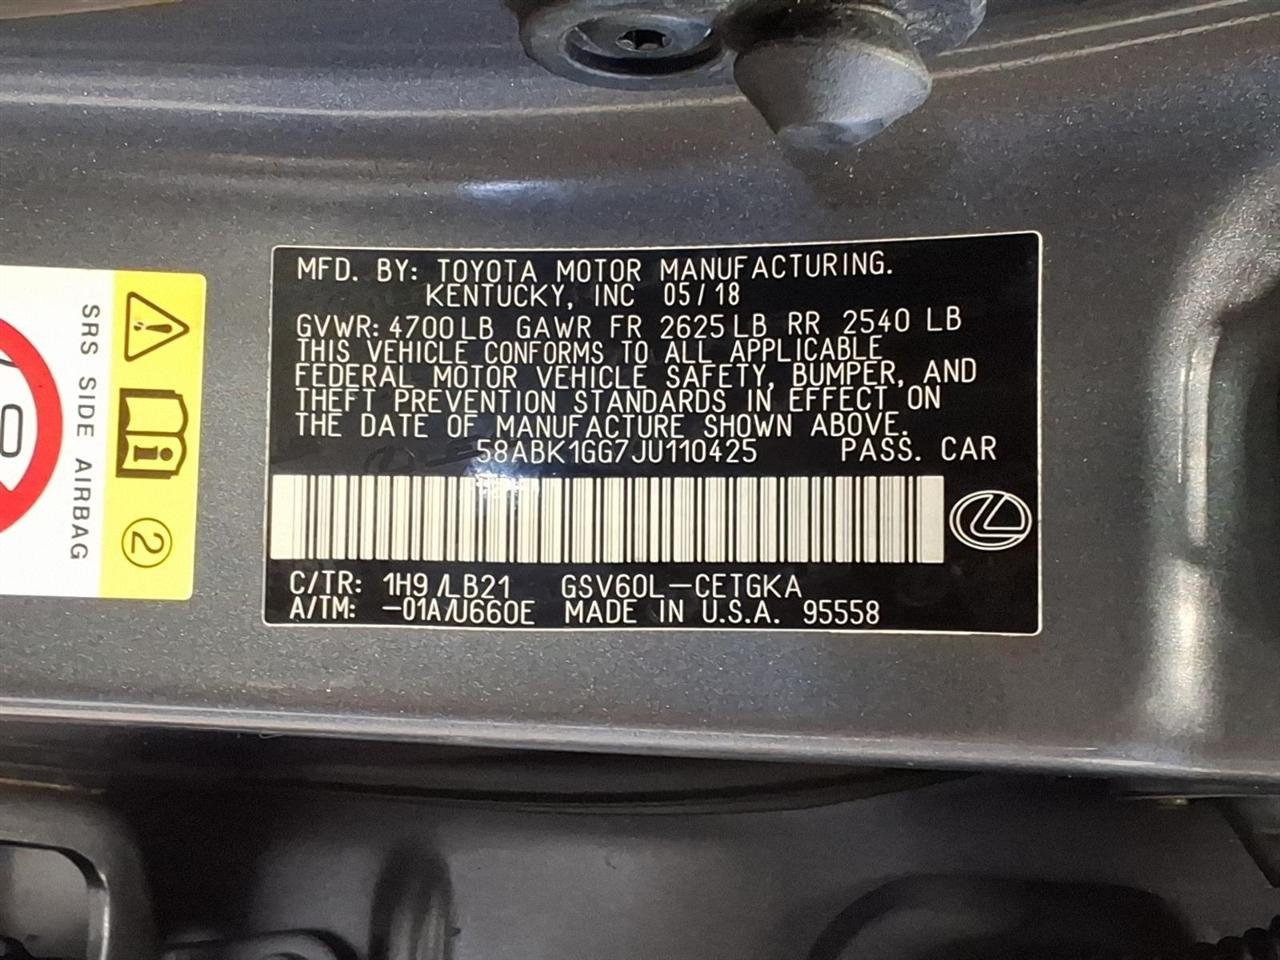 MFD. BY: TOYOTA MOTOR MANUFACTURING.
KENTUCKY, INC 05/18
GVWR: 4700LB GAWR FR 2625LB RR 2540 LB
THIS VEHICLE CONFORMS TO ALL APPLICABLE
FEDERAL MOTOR VEHICLE SAFETY, BUMPER, AND
THEFT PREVENTION STANDARDS IN EFFECT ON
THE DATE OF MANUFACTURE SHOWN ABOVE.
58ABK1GG7JU110425 PASS. CAR
C/TR: 1H9/LB21 GSV60L-CETGKA
A/TM: -01A/U660E MADE IN U.S.A. 95558
SRS SIDE AIRBAG
2